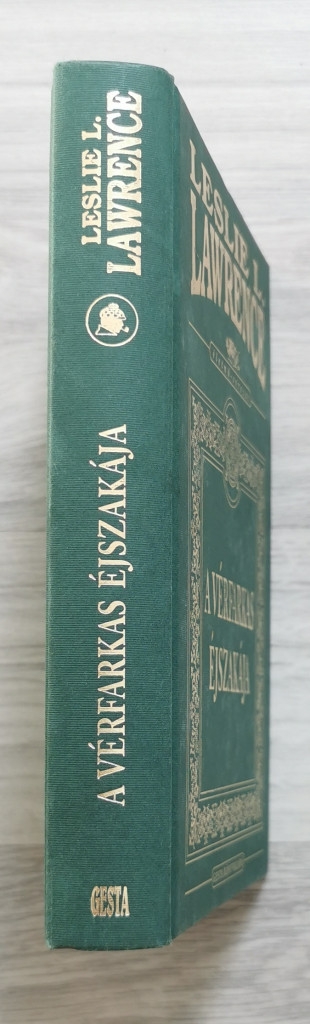 LESLIE L.
LAWRENCE
A VÉRFARKAS ÉJSZAKÁJA
GESTA
LESLIE L.
LAWRENCE
A VÉRFARKAS
ÉJSZAKÁJA